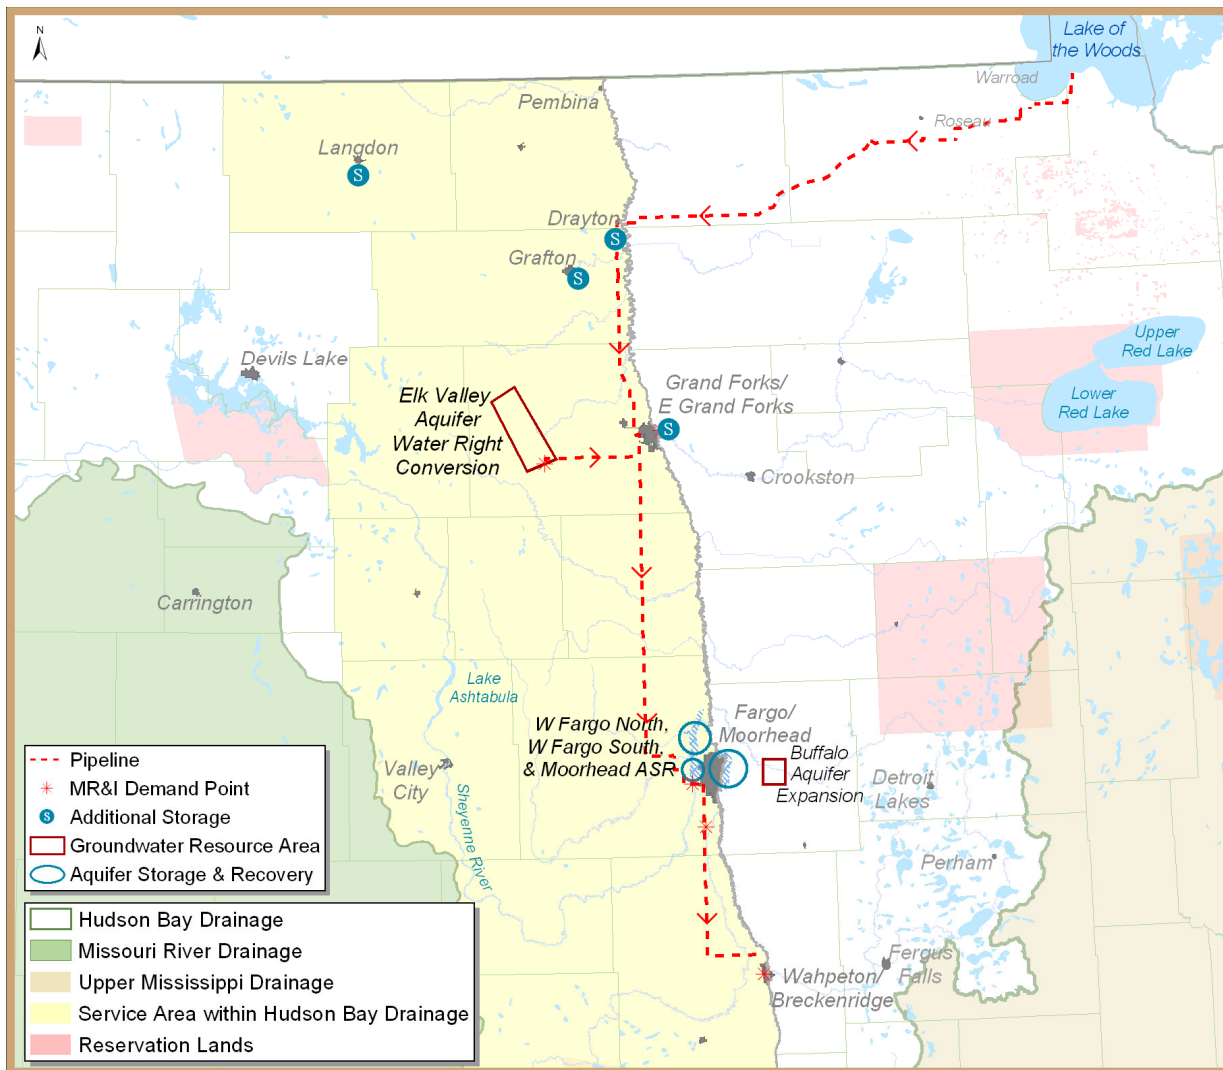 N
Lake of
the Woods
Warroad
Roseau
Pembina
Langdon
S
Drayton
S
Grafton
S
Devils Lake
Upper
Red Lake
Lower
Red Lake
Elk Valley
Aquifer
Water Right
Conversion
Grand Forks/
E Grand Forks
S
Crookston
Carrington
Lake
Ashtabula
W Fargo North,
W Fargo South,
& Moorhead ASR
Fargo/
Moorhead
Buffalo
Aquifer
Expansion
Detroit
Lakes
Valley
City
Sheyenne River
Perham
Fergus
Falls
Wahpeton/
Breckenridge
Pipeline
MR&I Demand Point
S
Additional Storage
Groundwater Resource Area
Aquifer Storage & Recovery
Hudson Bay Drainage
Missouri River Drainage
Upper Mississippi Drainage
Service Area within Hudson Bay Drainage
Reservation Lands